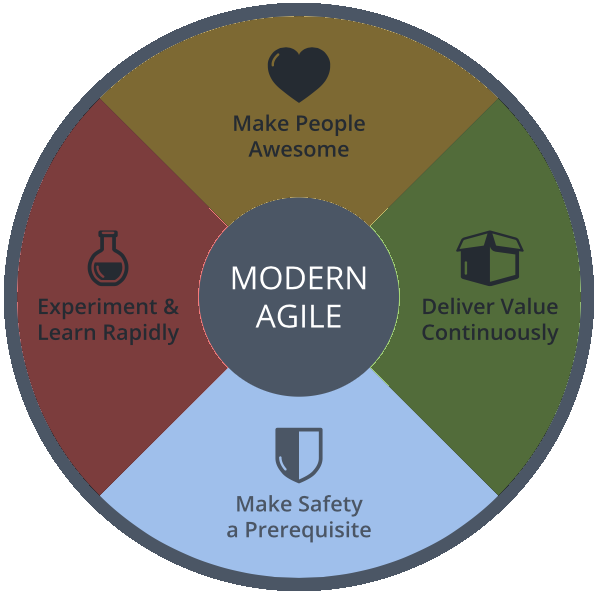 Make People
Awesome
Experiment &
Learn Rapidly
MODERN
AGILE
Deliver Value
Continuously
Make Safety
a Prerequisite